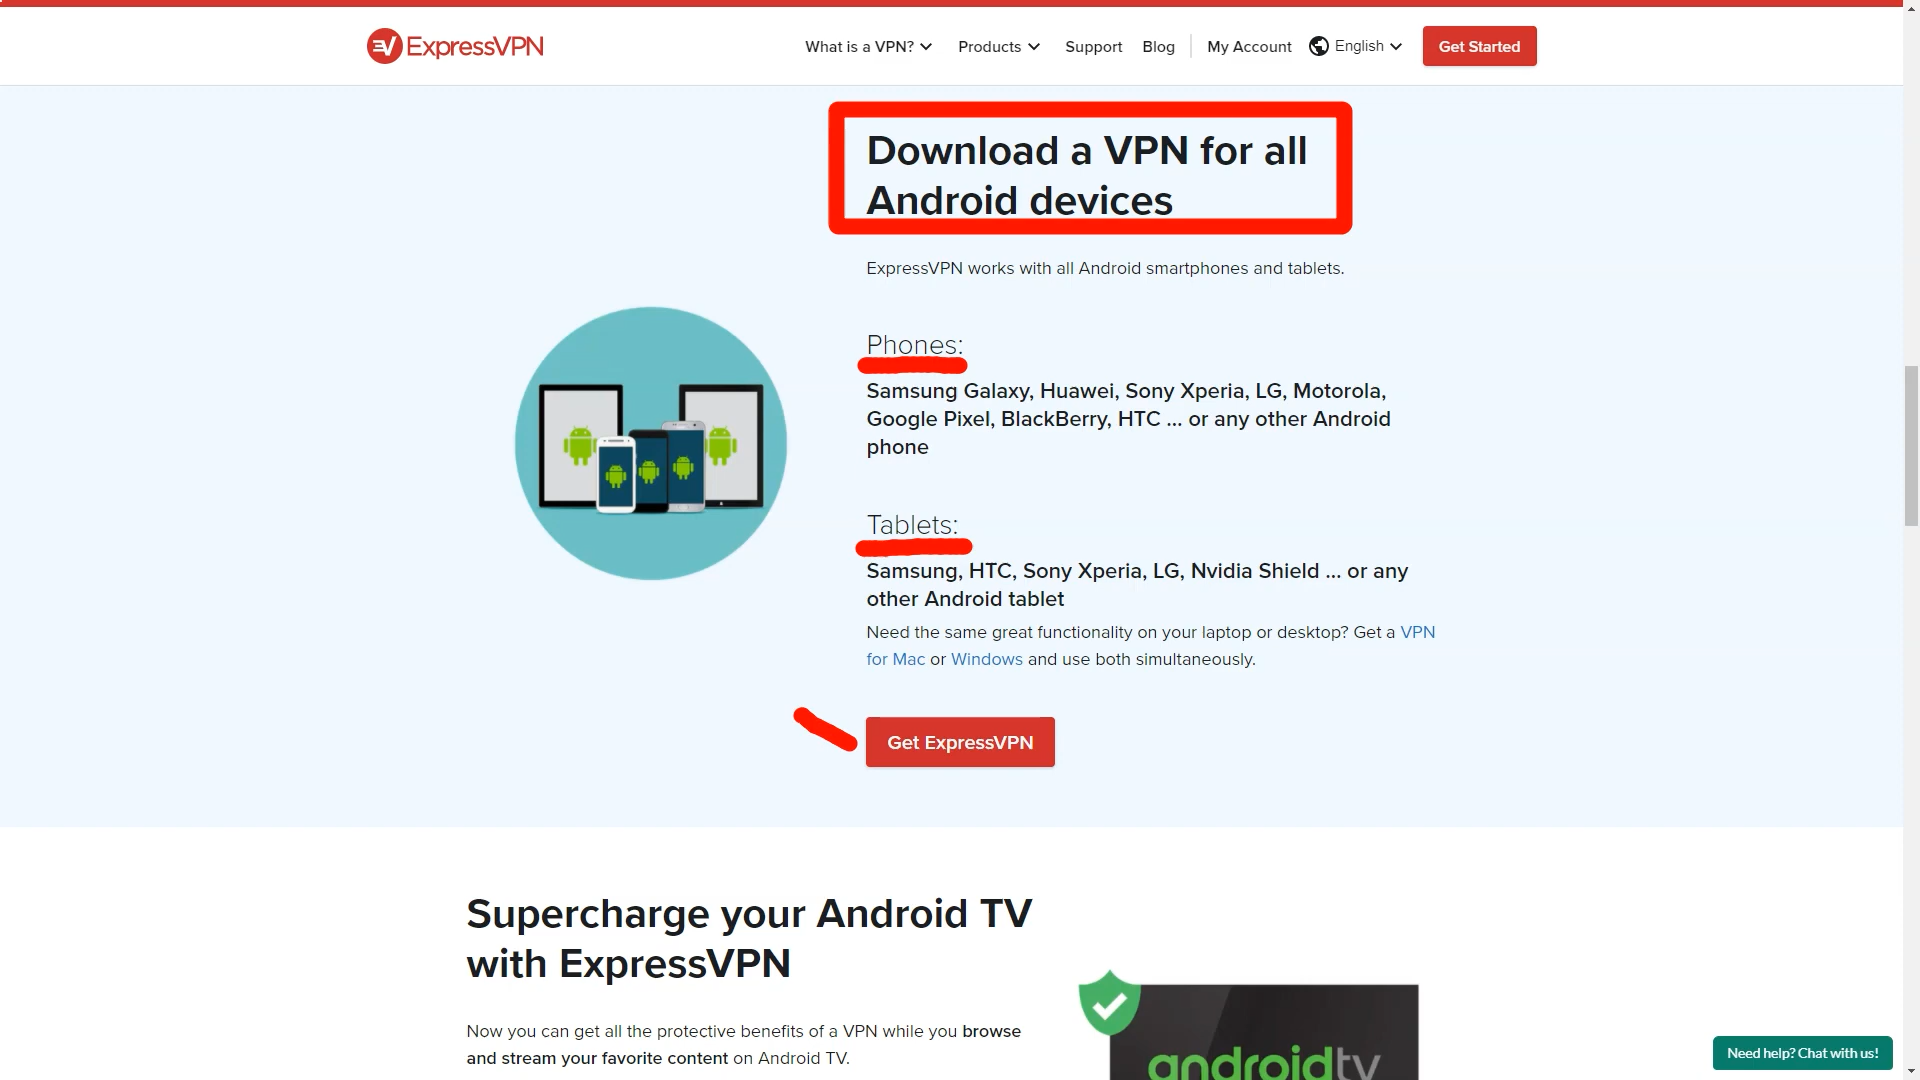 ExpressVPN
What is a VPN?
Products
Support
Blog
My Account
English
Get Started
Download a VPN for all
Android devices
ExpressVPN works with all Android smartphones and tablets.
Phones:
Samsung Galaxy, Huawei, Sony Xperia, LG, Motorola,
Google Pixel, BlackBerry, HTC ... or any other Android
phone
Tablets:
Samsung, HTC, Sony Xperia, LG, Nvidia Shield ... or any
other Android tablet
Need the same great functionality on your laptop or desktop? Get a VPN
for Mac or Windows and use both simultaneously.
Get ExpressVPN
Supercharge your Android TV
with ExpressVPN
Now you can get all the protective benefits of a VPN while you browse
and stream your favorite content on Android TV.
androidtv
Need help? Chat with us!